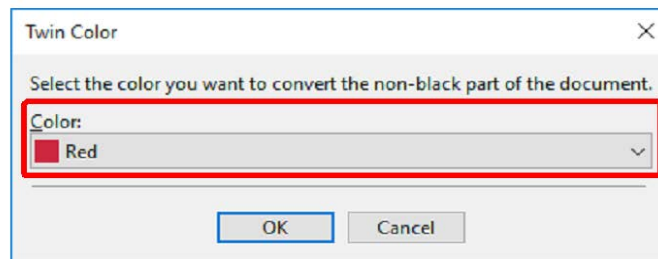 Twin Color
Select the color you want to convert the non-black part of the document.
Color:
Red
OK Cancel